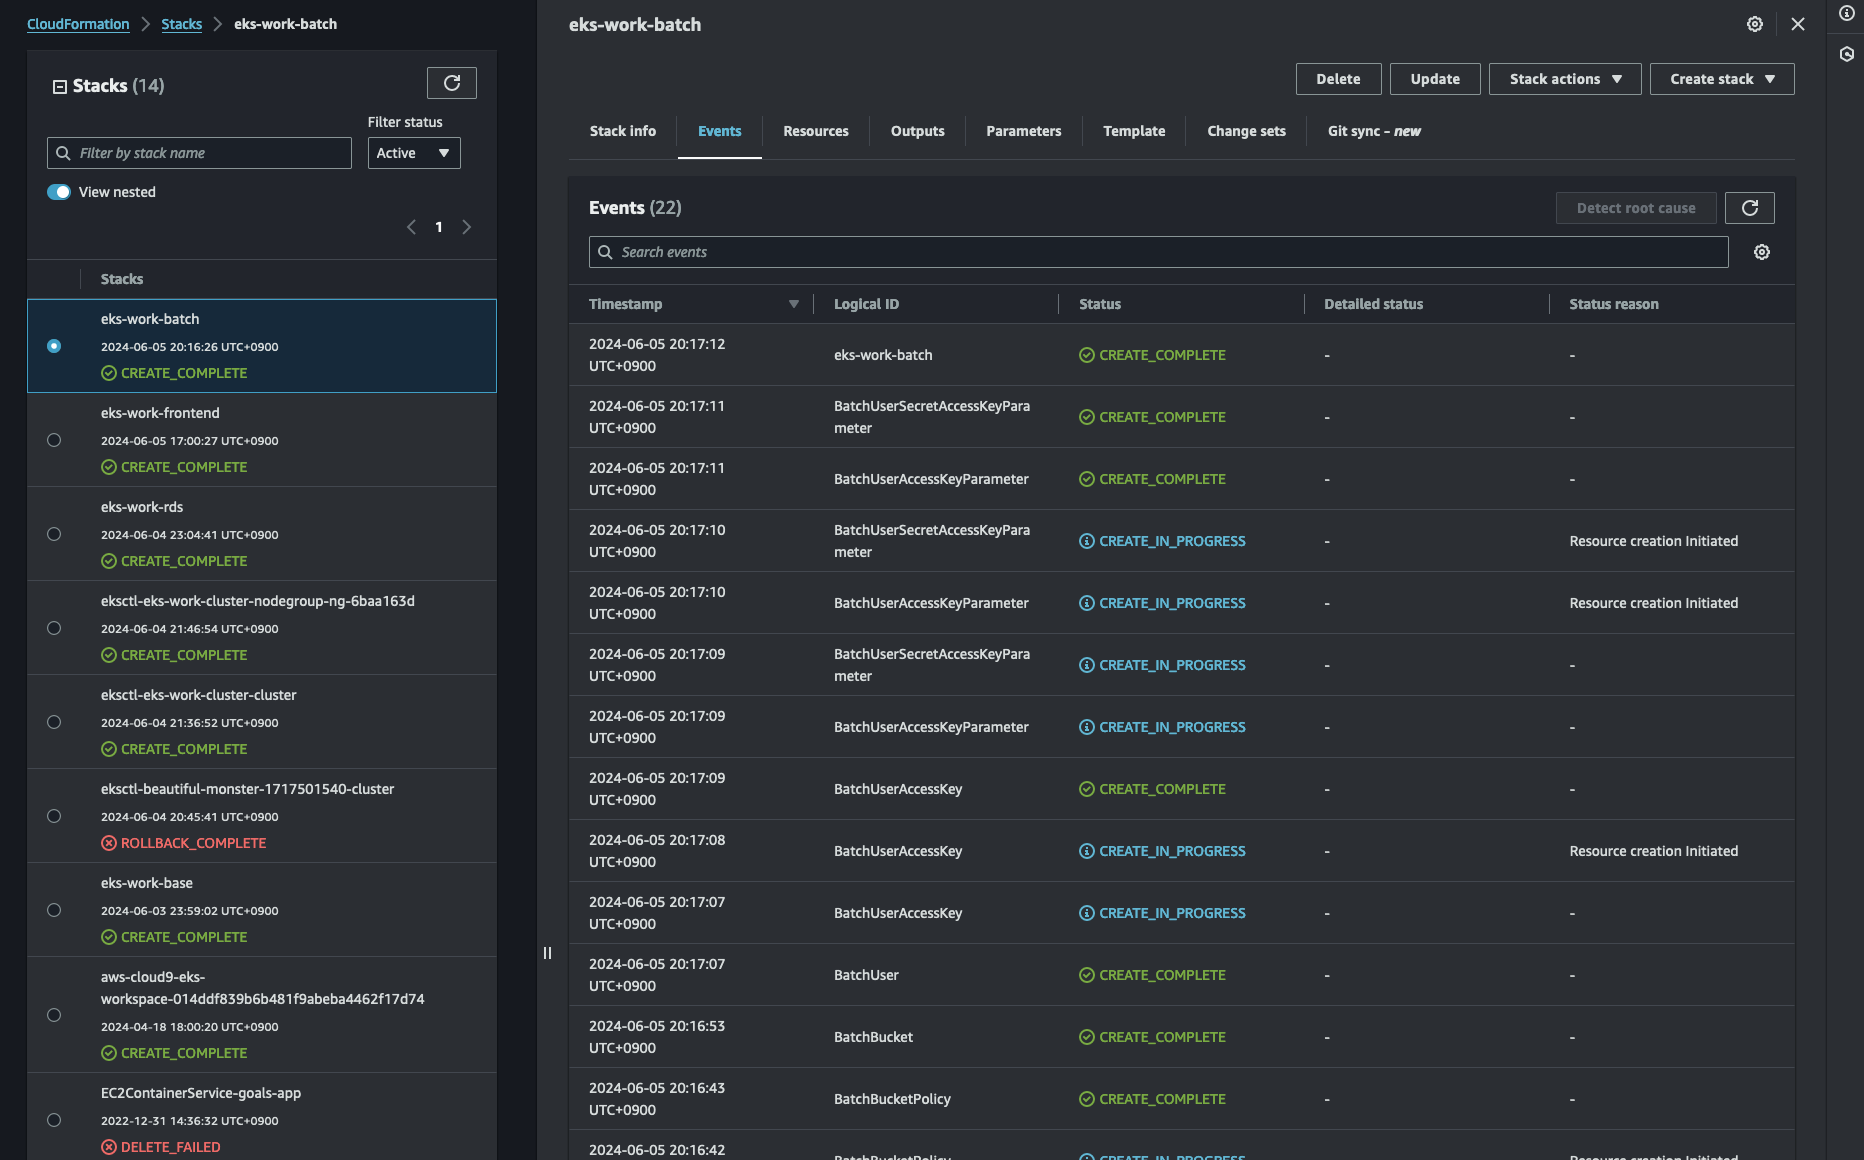 CloudFormation
Stacks
eks-work-batch
Stacks (14)
Filter status
Filter by stack name
Active
View nested
1
Stacks
eks-work-batch
2024-06-05 20:16:26 UTC+0900
CREATE_COMPLETE
eks-work-frontend
2024-06-05 17:00:27 UTC+0900
CREATE_COMPLETE
eks-work-rds
2024-06-04 23:04:41 UTC+0900
CREATE_COMPLETE
eksctl-eks-work-cluster-nodegroup-ng-6baa163d
2024-06-04 21:46:54 UTC+0900
CREATE_COMPLETE
eksctl-eks-work-cluster-cluster
2024-06-04 21:36:52 UTC+0900
CREATE_COMPLETE
eksctl-beautiful-monster-1717501540-cluster
2024-06-04 20:45:41 UTC+0900
ROLLBACK_COMPLETE
eks-work-base
2024-06-03 23:59:02 UTC+0900
CREATE_COMPLETE
aws-cloud9-eks-
workspace-014ddf839b6b481f9abeba4462f17d74
2024-04-18 18:00:20 UTC+0900
CREATE_COMPLETE
EC2ContainerService-goals-app
2022-12-31 14:36:32 UTC+0900
DELETE_FAILED
eks-work-batch
Delete
Update
Stack actions
Create stack
Stack info
Events
Resources
Outputs
Parameters
Template
Change sets
Git sync - new
Events (22)
Detect root cause
Search events
Timestamp
Logical ID
Status
Detailed status
Status reason
2024-06-05 20:17:12
UTC+0900
eks-work-batch
CREATE_COMPLETE
-
-
2024-06-05 20:17:11
UTC+0900
BatchUserSecretAccessKeyPara
meter
CREATE_COMPLETE
-
-
2024-06-05 20:17:11
UTC+0900
BatchUserAccessKeyParameter
CREATE_COMPLETE
-
-
2024-06-05 20:17:10
UTC+0900
BatchUserSecretAccessKeyPara
meter
CREATE_IN_PROGRESS
-
Resource creation Initiated
2024-06-05 20:17:10
UTC+0900
BatchUserAccessKeyParameter
CREATE_IN_PROGRESS
-
Resource creation Initiated
2024-06-05 20:17:09
UTC+0900
BatchUserSecretAccessKeyPara
meter
CREATE_IN_PROGRESS
-
-
2024-06-05 20:17:09
UTC+0900
BatchUserAccessKeyParameter
CREATE_IN_PROGRESS
-
-
2024-06-05 20:17:09
UTC+0900
BatchUserAccessKey
CREATE_COMPLETE
-
-
2024-06-05 20:17:08
UTC+0900
BatchUserAccessKey
CREATE_IN_PROGRESS
-
Resource creation Initiated
2024-06-05 20:17:07
UTC+0900
BatchUserAccessKey
CREATE_IN_PROGRESS
-
-
2024-06-05 20:17:07
UTC+0900
BatchUser
CREATE_COMPLETE
-
-
2024-06-05 20:16:53
UTC+0900
BatchBucket
CREATE_COMPLETE
-
-
2024-06-05 20:16:43
UTC+0900
BatchBucketPolicy
CREATE_COMPLETE
-
-
2024-06-05 20:16:42
BatchBucketPolicy
CREATE_IN_PROGRESS
Resource creation Initiated